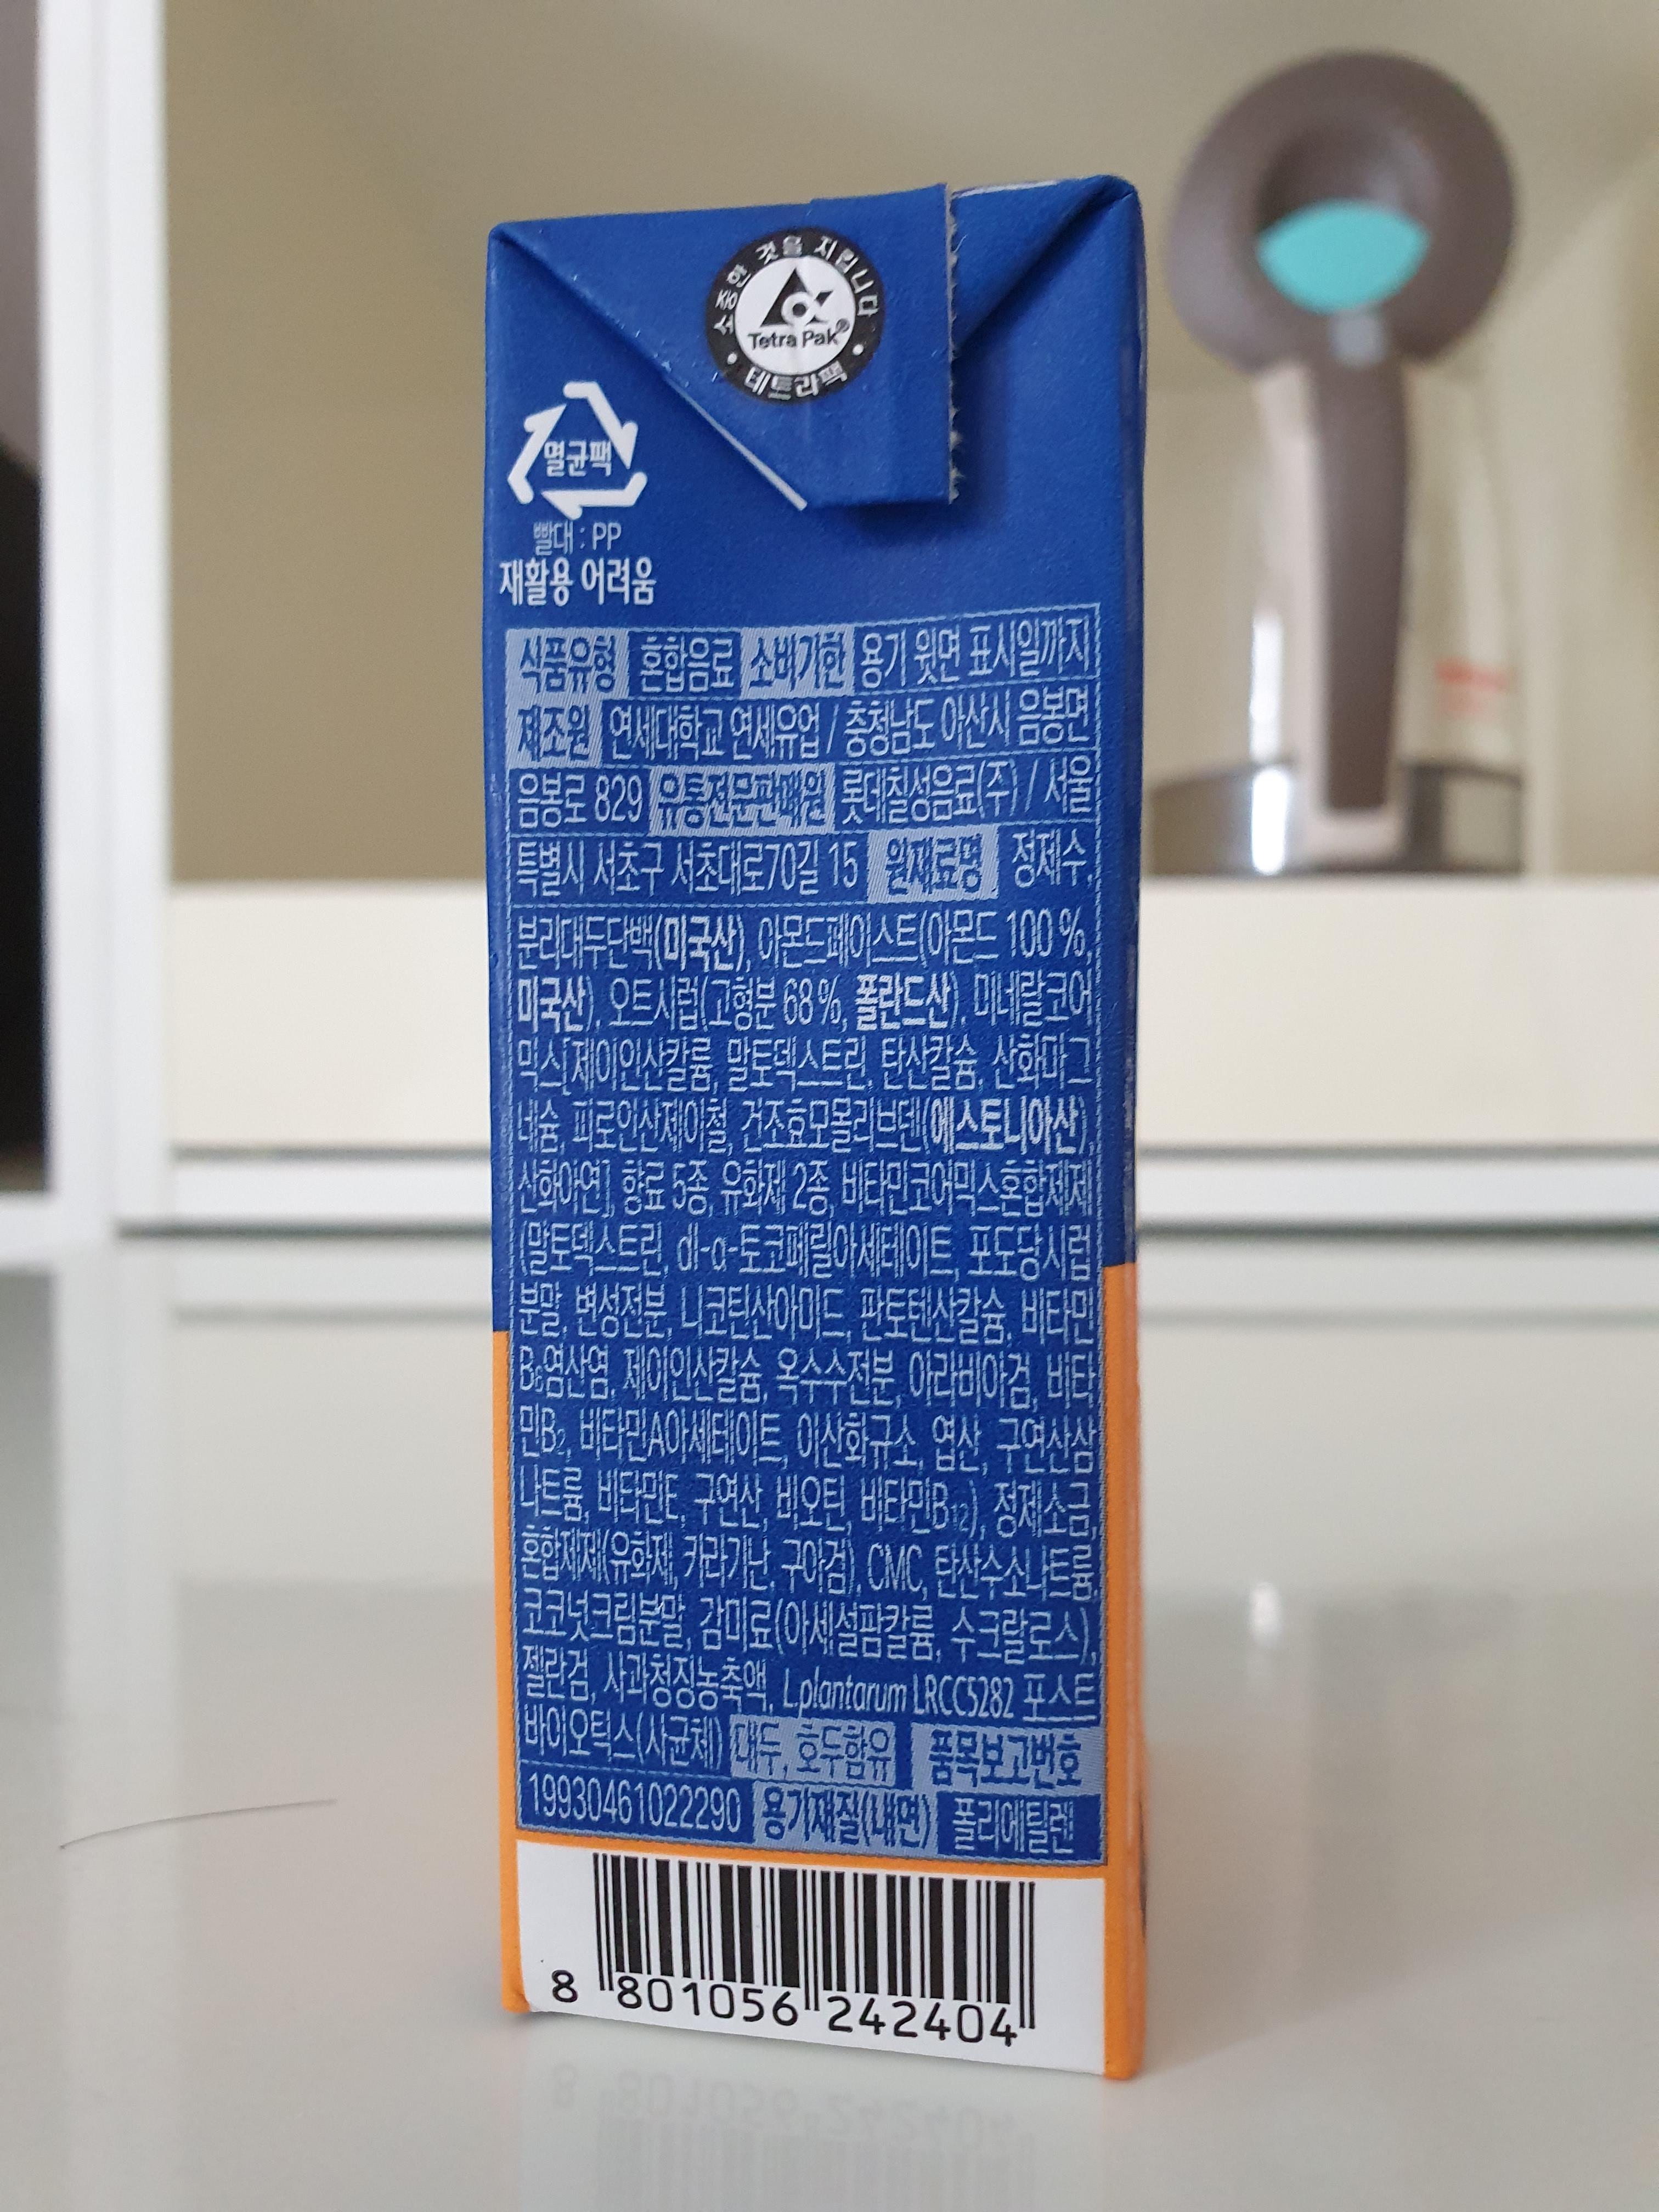 소중한 것을 지킵니다
Tetra Pak®
• 테트라팩 •
멸균팩
빨대 : PP
재활용 어려움
식품유형 혼합음료 소비기한 용기 윗면 표시일까지
제조원 연세대학교 연세유업 / 충청남도 아산시 음봉면
음봉로 829 유통전문판매원 롯데칠성음료(주) / 서울
특별시 서초구 서초대로70길 15 원재료명 정제수,
분리대두단백(미국산), 아몬드페이스트(아몬드 100 %,
미국산), 오트시럽(고형분 68 %, 폴란드산), 미네랄코어
믹스[제이인산칼륨, 말토덱스트린, 탄산칼슘, 산화마그
네슘, 피로인산제이철, 건조효모몰리브덴(에스토니아산),
산화아연], 향료 5종, 유화제 2종, 비타민코어믹스혼합제제
(말토덱스트린, dl-α-토코페릴아세테이트, 포도당시럽
분말, 변성전분, 니코틴산아미드, 판토텐산칼슘, 비타민
B₆염산염, 제이인산칼슘, 옥수수전분, 아라비아검, 비타
민B₂, 비타민A아세테이트, 이산화규소, 엽산, 구연산삼
나트륨, 비타민E, 구연산, 비오틴, 비타민B₁₂), 정제소금,
혼합제제(유화제, 카라기난, 구아검), CMC, 탄산수소나트륨,
코코넛크림분말, 감미료(아세설팜칼륨, 수크랄로스),
젤란검, 사과청징농축액, L.plantarum LRCC5282 포스트
바이오틱스(사균체) 대두, 호두함유 품목보고번호
19930461022290 용기재질(내면) 폴리에틸렌
8 801056 242404